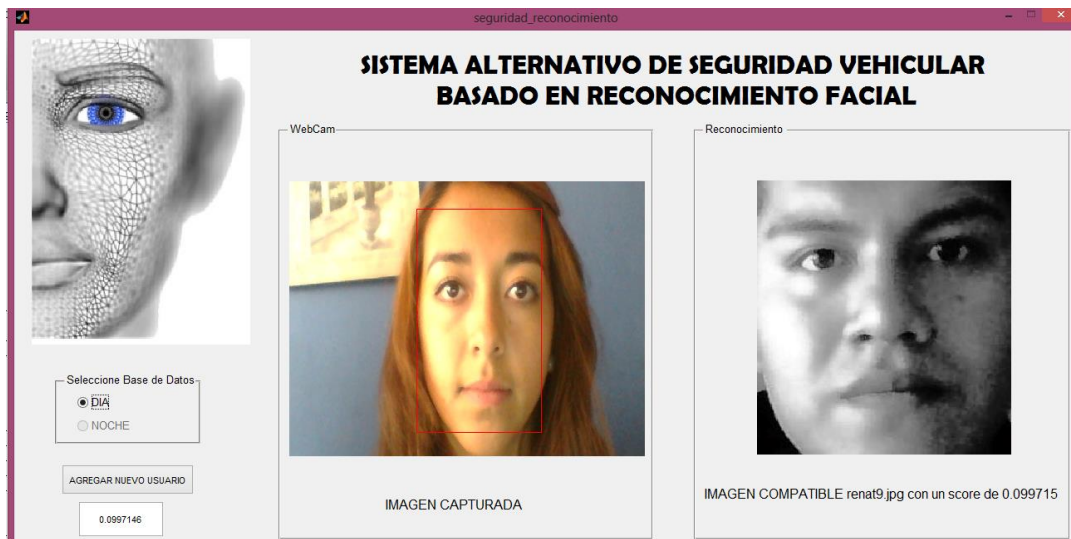 seguridad_reconocimiento
SISTEMA ALTERNATIVO DE SEGURIDAD VEHICULAR
BASADO EN RECONOCIMIENTO FACIAL
WebCam
Reconocimiento
Seleccione Base de Datos
DIA
NOCHE
AGREGAR NUEVO USUARIO
0.0997146
IMAGEN CAPTURADA
IMAGEN COMPATIBLE renat9.jpg con un score de 0.099715